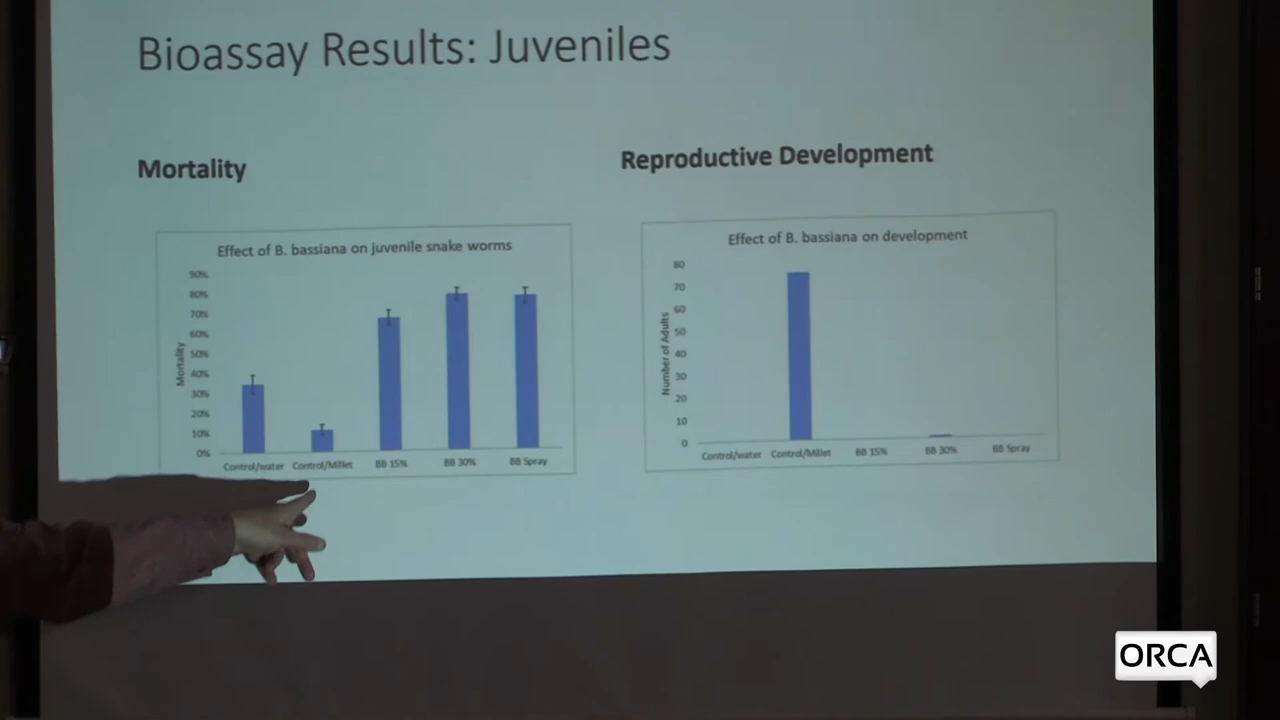 Bioassay Results: Juveniles
Mortality
Effect of B. bassiana on juvenile snake worms
90%
80%
70%
60%
50%
40%
30%
20%
10%
0%
Mortality
Control/water Control/Millet BB 15% BB 30% BB Spray
Reproductive Development
Effect of B. bassiana on development
80
70
60
50
40
30
20
10
0
Number of Adults
Control/water Control/Millet BB 15% BB 30% BB Spray
ORCA